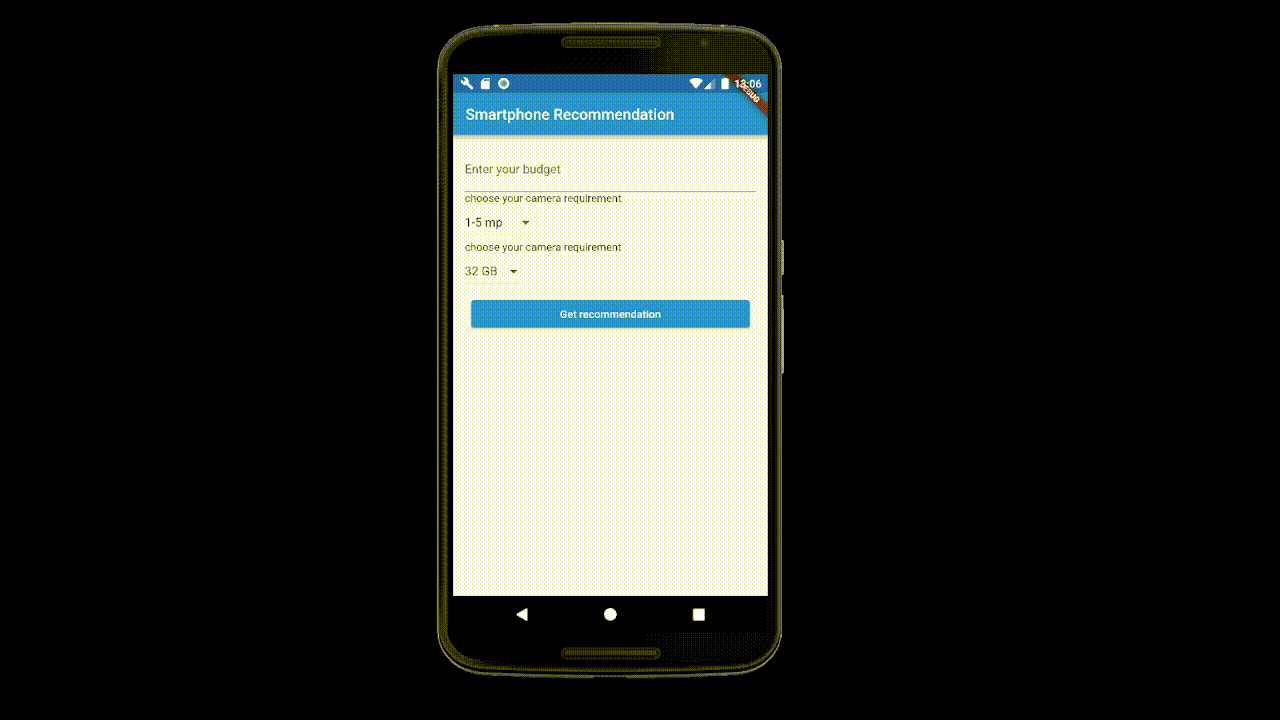 13:06
DEBUG
Smartphone Recommendation
Enter your budget
choose your camera requirement
1-5 mp
choose your camera requirement
32 GB
Get recommendation